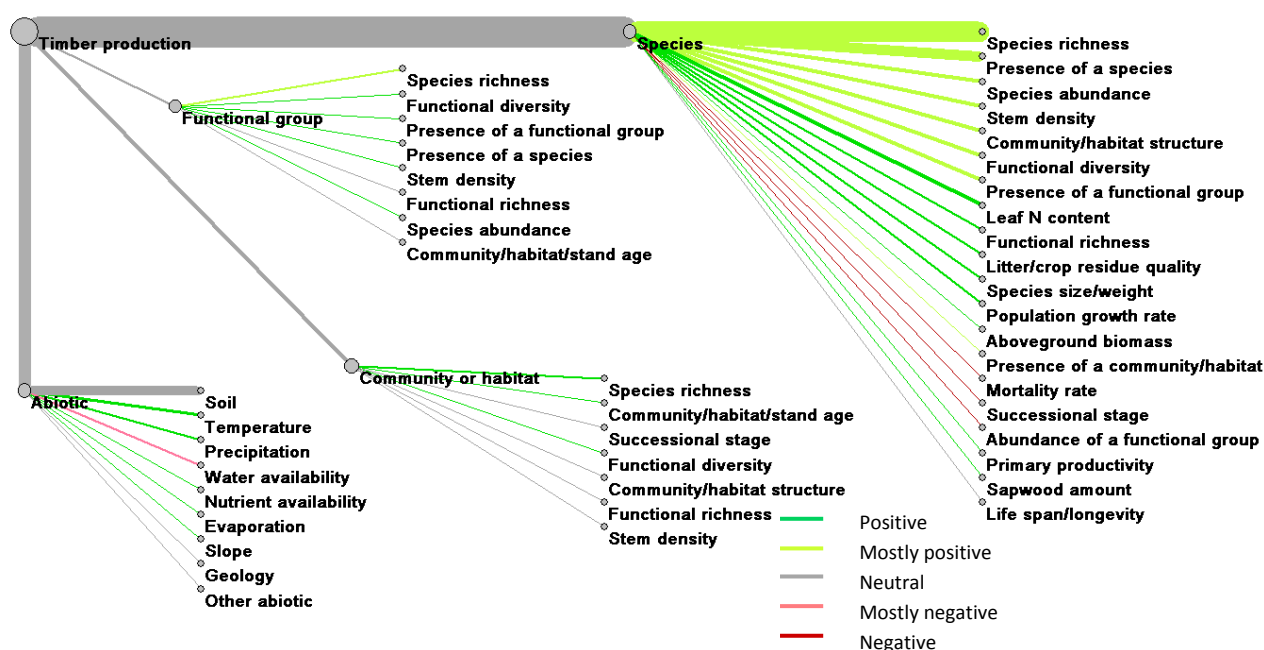 Timber production
Species
Species richness
Presence of a species
Species abundance
Stem density
Community/habitat structure
Functional diversity
Presence of a functional group
Leaf N content
Functional richness
Litter/crop residue quality
Species size/weight
Population growth rate
Aboveground biomass
Presence of a community/habitat
Mortality rate
Successional stage
Abundance of a functional group
Primary productivity
Sapwood amount
Life span/longevity
Functional group
Species richness
Functional diversity
Presence of a functional group
Presence of a species
Stem density
Functional richness
Species abundance
Community/habitat/stand age
Community or habitat
Species richness
Community/habitat/stand age
Successional stage
Functional diversity
Community/habitat structure
Functional richness
Stem density
Abiotic
Soil
Temperature
Precipitation
Water availability
Nutrient availability
Evaporation
Slope
Geology
Other abiotic
Positive
Mostly positive
Neutral
Mostly negative
Negative